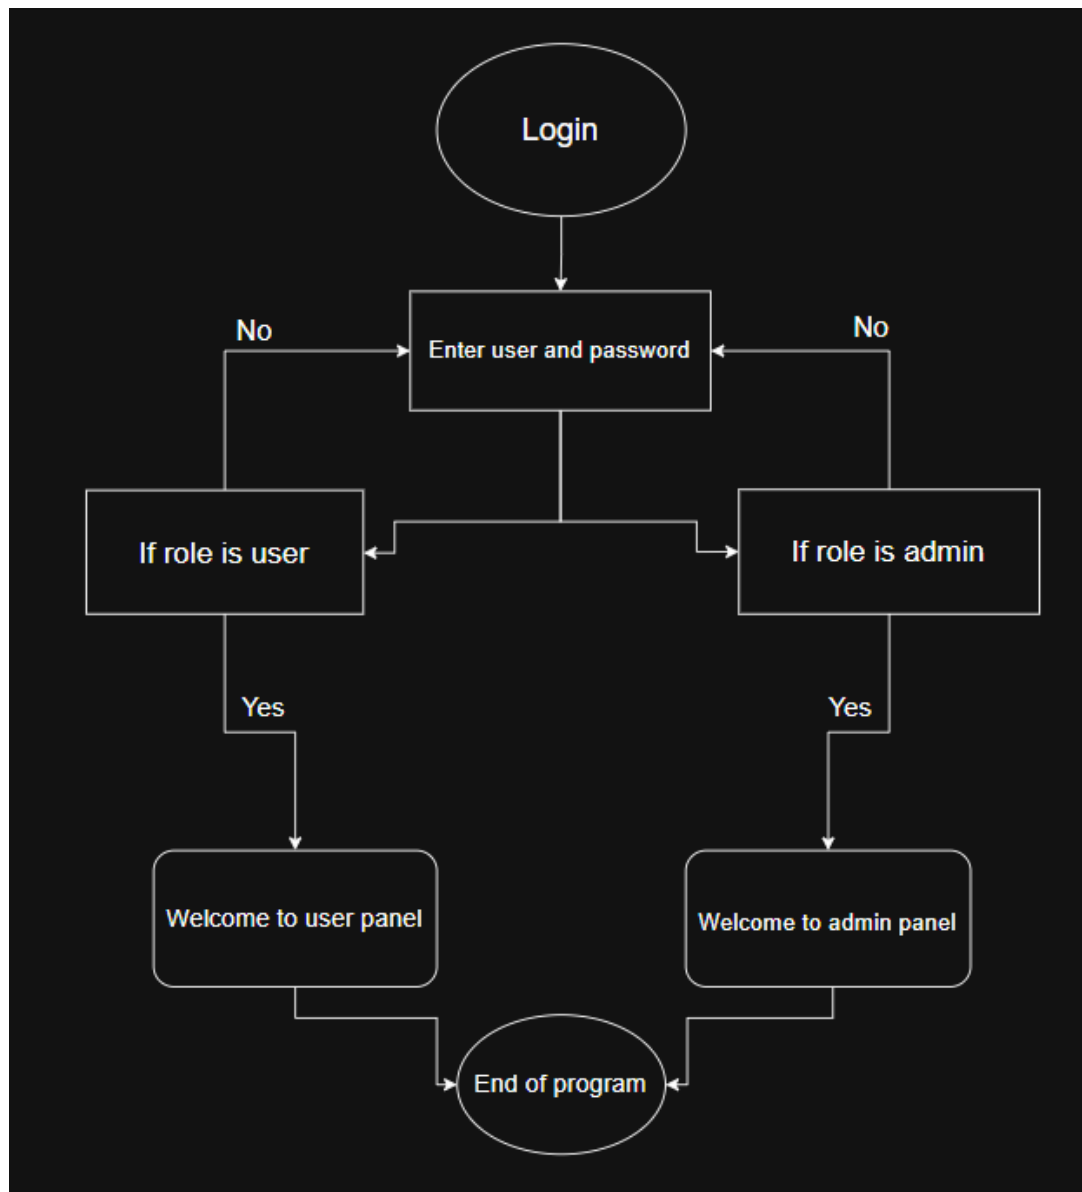 Login
No
No
Enter user and password
If role is user
If role is admin
Yes
Yes
Welcome to user panel
Welcome to admin panel
End of program